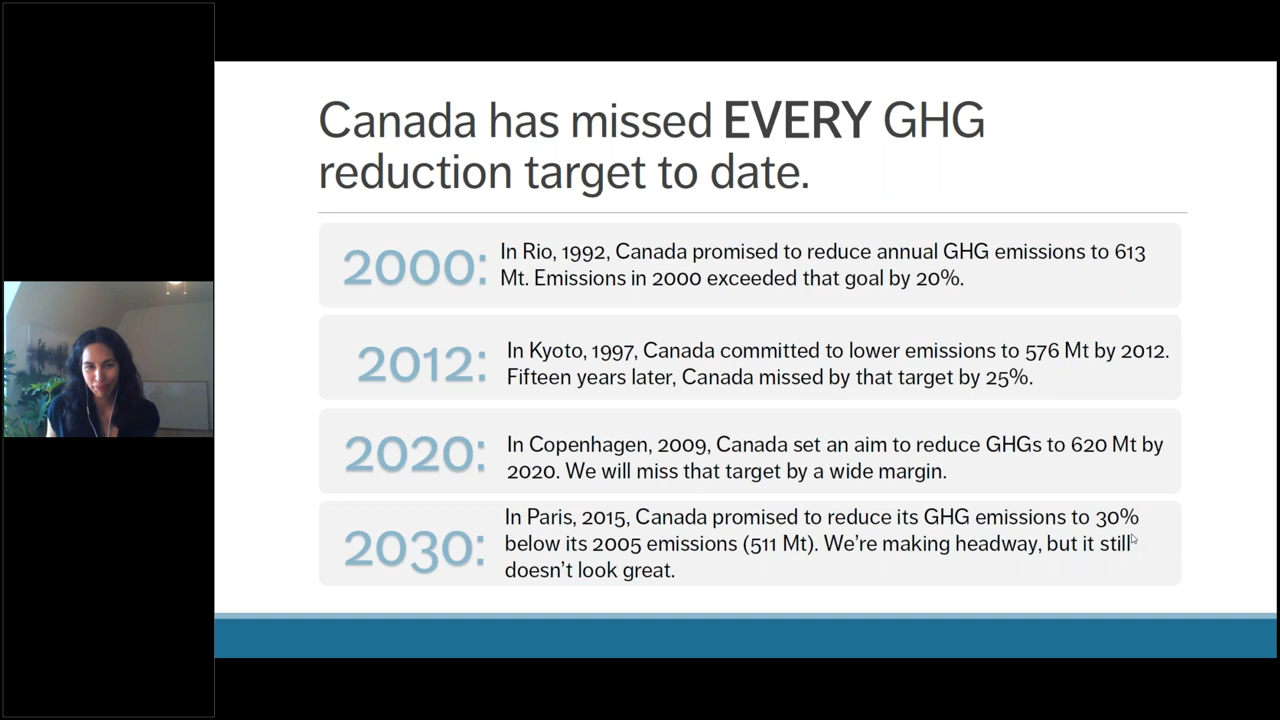 Canada has missed EVERY GHG
reduction target to date.
2000:
In Rio, 1992, Canada promised to reduce annual GHG emissions to 613
Mt. Emissions in 2000 exceeded that goal by 20%.
2012:
In Kyoto, 1997, Canada committed to lower emissions to 576 Mt by 2012.
Fifteen years later, Canada missed by that target by 25%.
2020:
In Copenhagen, 2009, Canada set an aim to reduce GHGs to 620 Mt by
2020. We will miss that target by a wide margin.
2030:
In Paris, 2015, Canada promised to reduce its GHG emissions to 30%
below its 2005 emissions (511 Mt). We’re making headway, but it still
doesn’t look great.